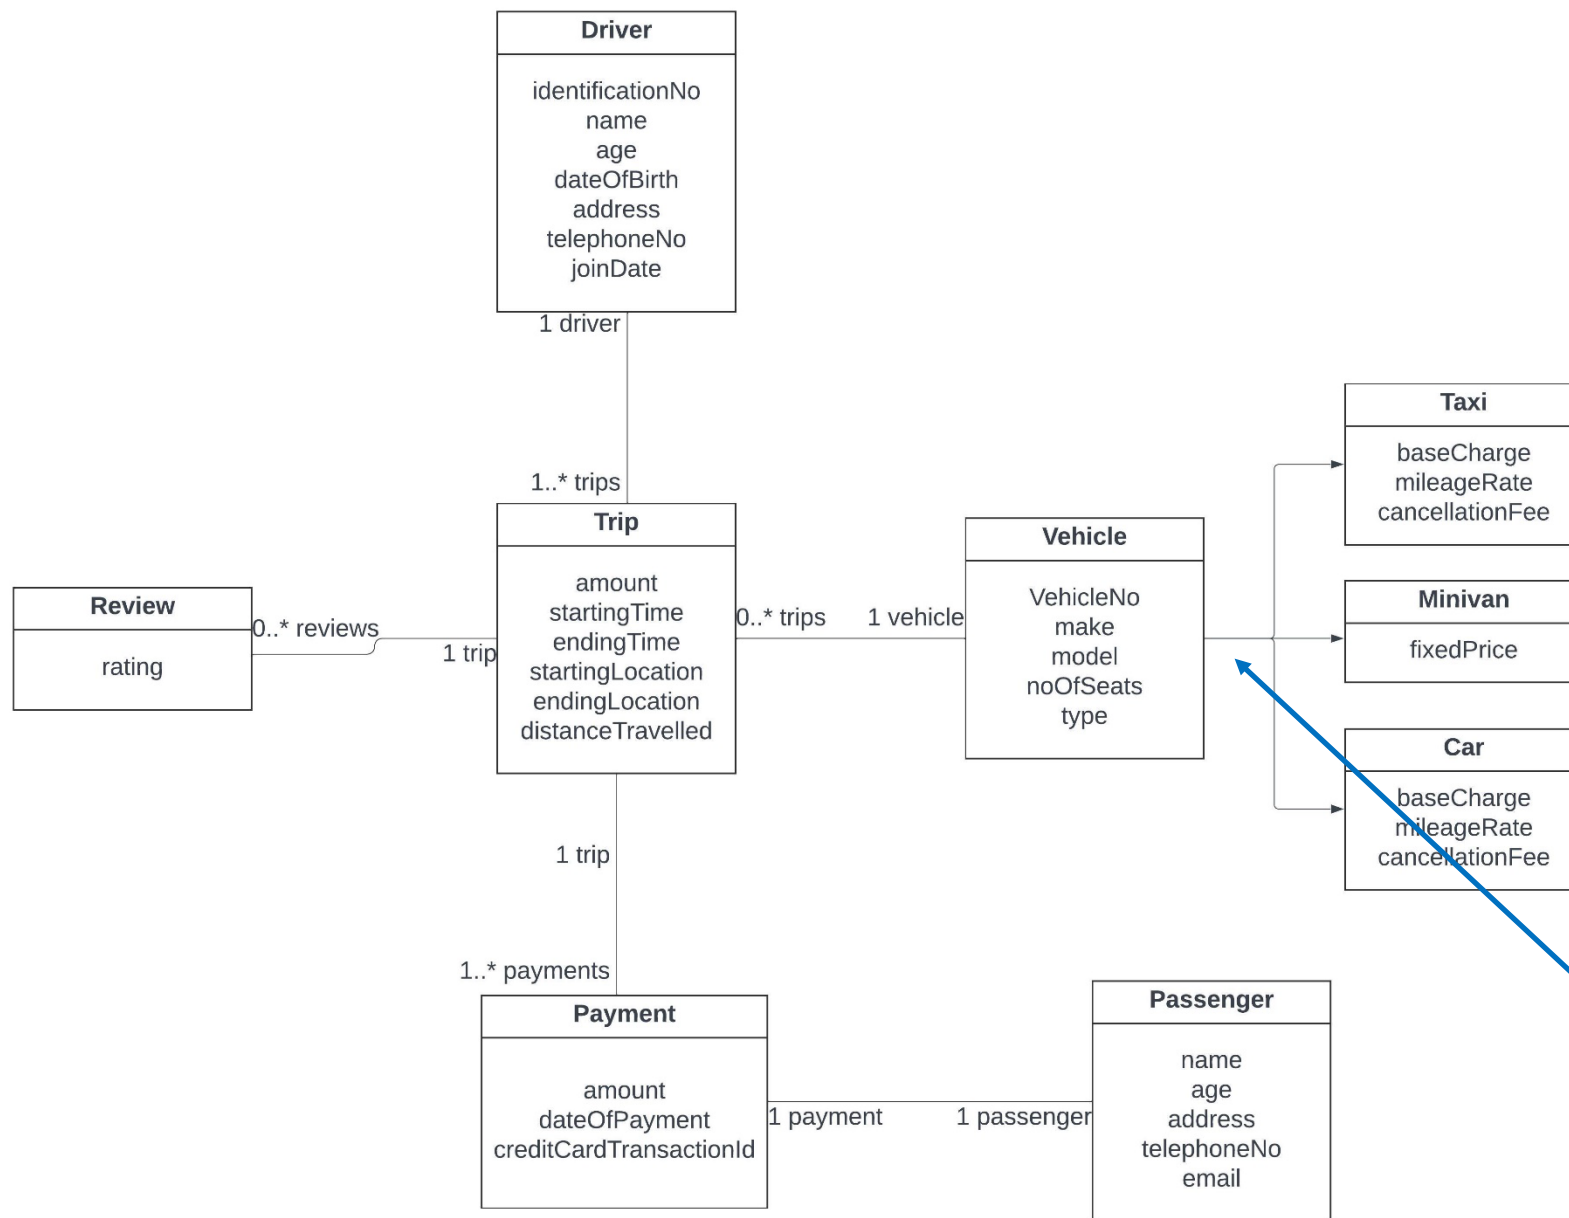 Driver
identificationNo
name
age
dateOfBirth
address
telephoneNo
joinDate
1 driver
1..* trips
Trip
amount
startingTime
endingTime
startingLocation
endingLocation
distanceTravelled
Review
rating
0..* reviews
1 trip
0..* trips
1 vehicle
Vehicle
VehicleNo
make
model
noOfSeats
type
Taxi
baseCharge
mileageRate
cancellationFee
Minivan
fixedPrice
Car
baseCharge
mileageRate
cancellationFee
1 trip
1..* payments
Payment
amount
dateOfPayment
creditCardTransactionId
1 payment
1 passenger
Passenger
name
age
address
telephoneNo
email